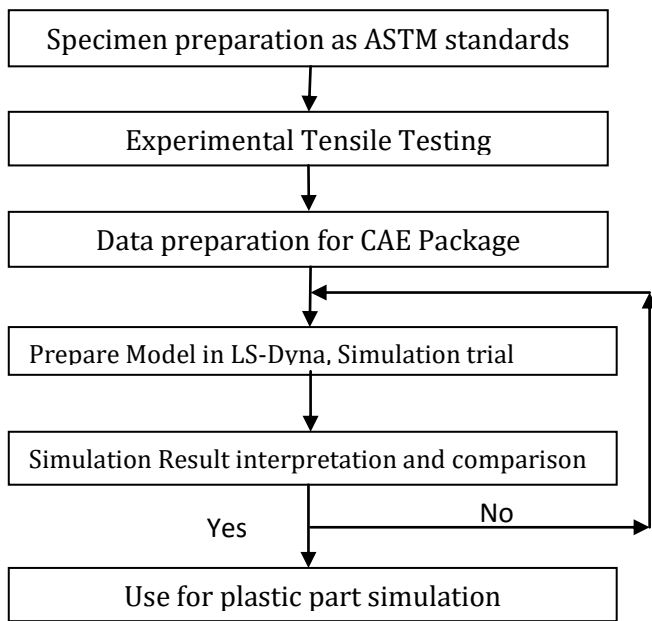 Specimen preparation as ASTM standards
Experimental Tensile Testing
Data preparation for CAE Package
Prepare Model in LS-Dyna, Simulation trial
Simulation Result interpretation and comparison
Yes
No
Use for plastic part simulation